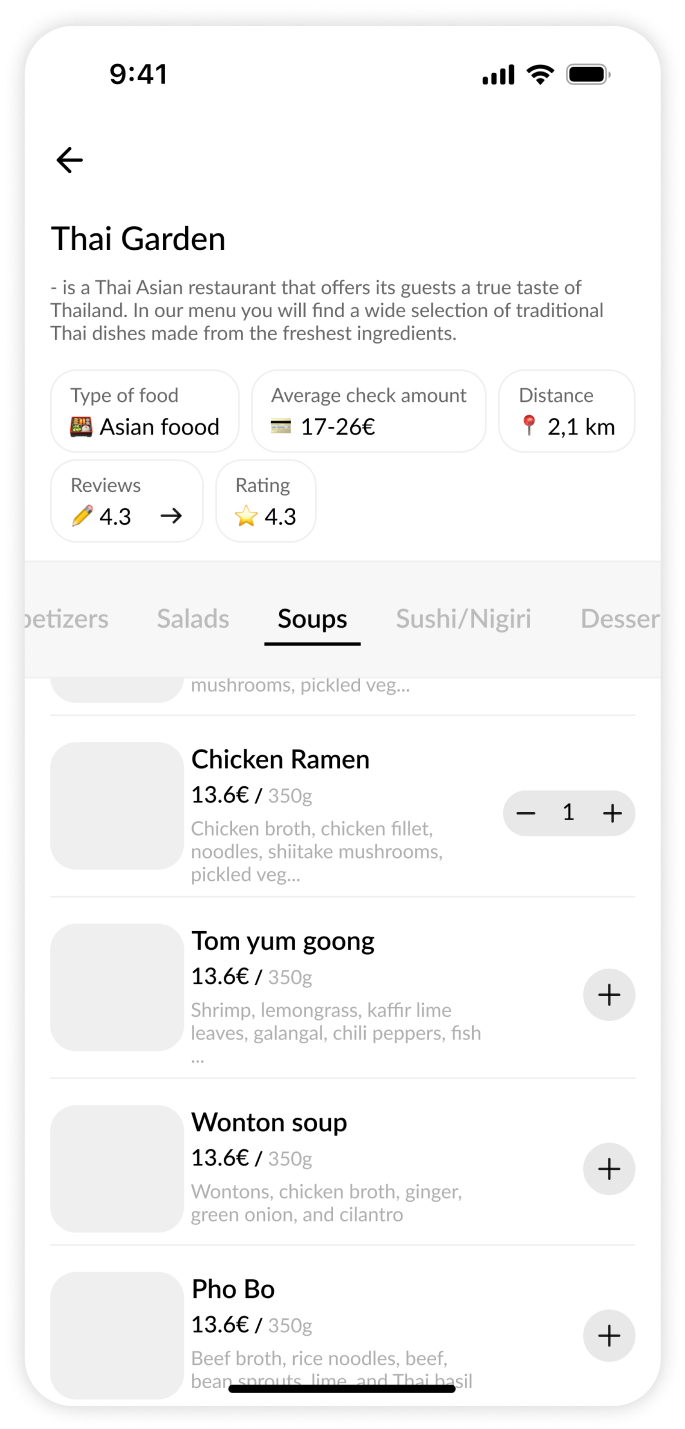 9:41
Thai Garden
- is a Thai Asian restaurant that offers its guests a true taste of
Thailand. In our menu you will find a wide selection of traditional
Thai dishes made from the freshest ingredients.
Type of food
Asian foood
Average check amount
17-26€
Distance
2,1 km
Reviews
4.3
Rating
4.3
petizers Salads Soups Sushi/Nigiri Desser
mushrooms, pickled veg...
Chicken Ramen
13.6€ / 350g
Chicken broth, chicken fillet,
noodles, shiitake mushrooms,
pickled veg...
1
Tom yum goong
13.6€ / 350g
Shrimp, lemongrass, kaffir lime
leaves, galangal, chili peppers, fish
...
Wonton soup
13.6€ / 350g
Wontons, chicken broth, ginger,
green onion, and cilantro
Pho Bo
13.6€ / 350g
Beef broth, rice noodles, beef,
bean sprouts, lime, and Thai basil